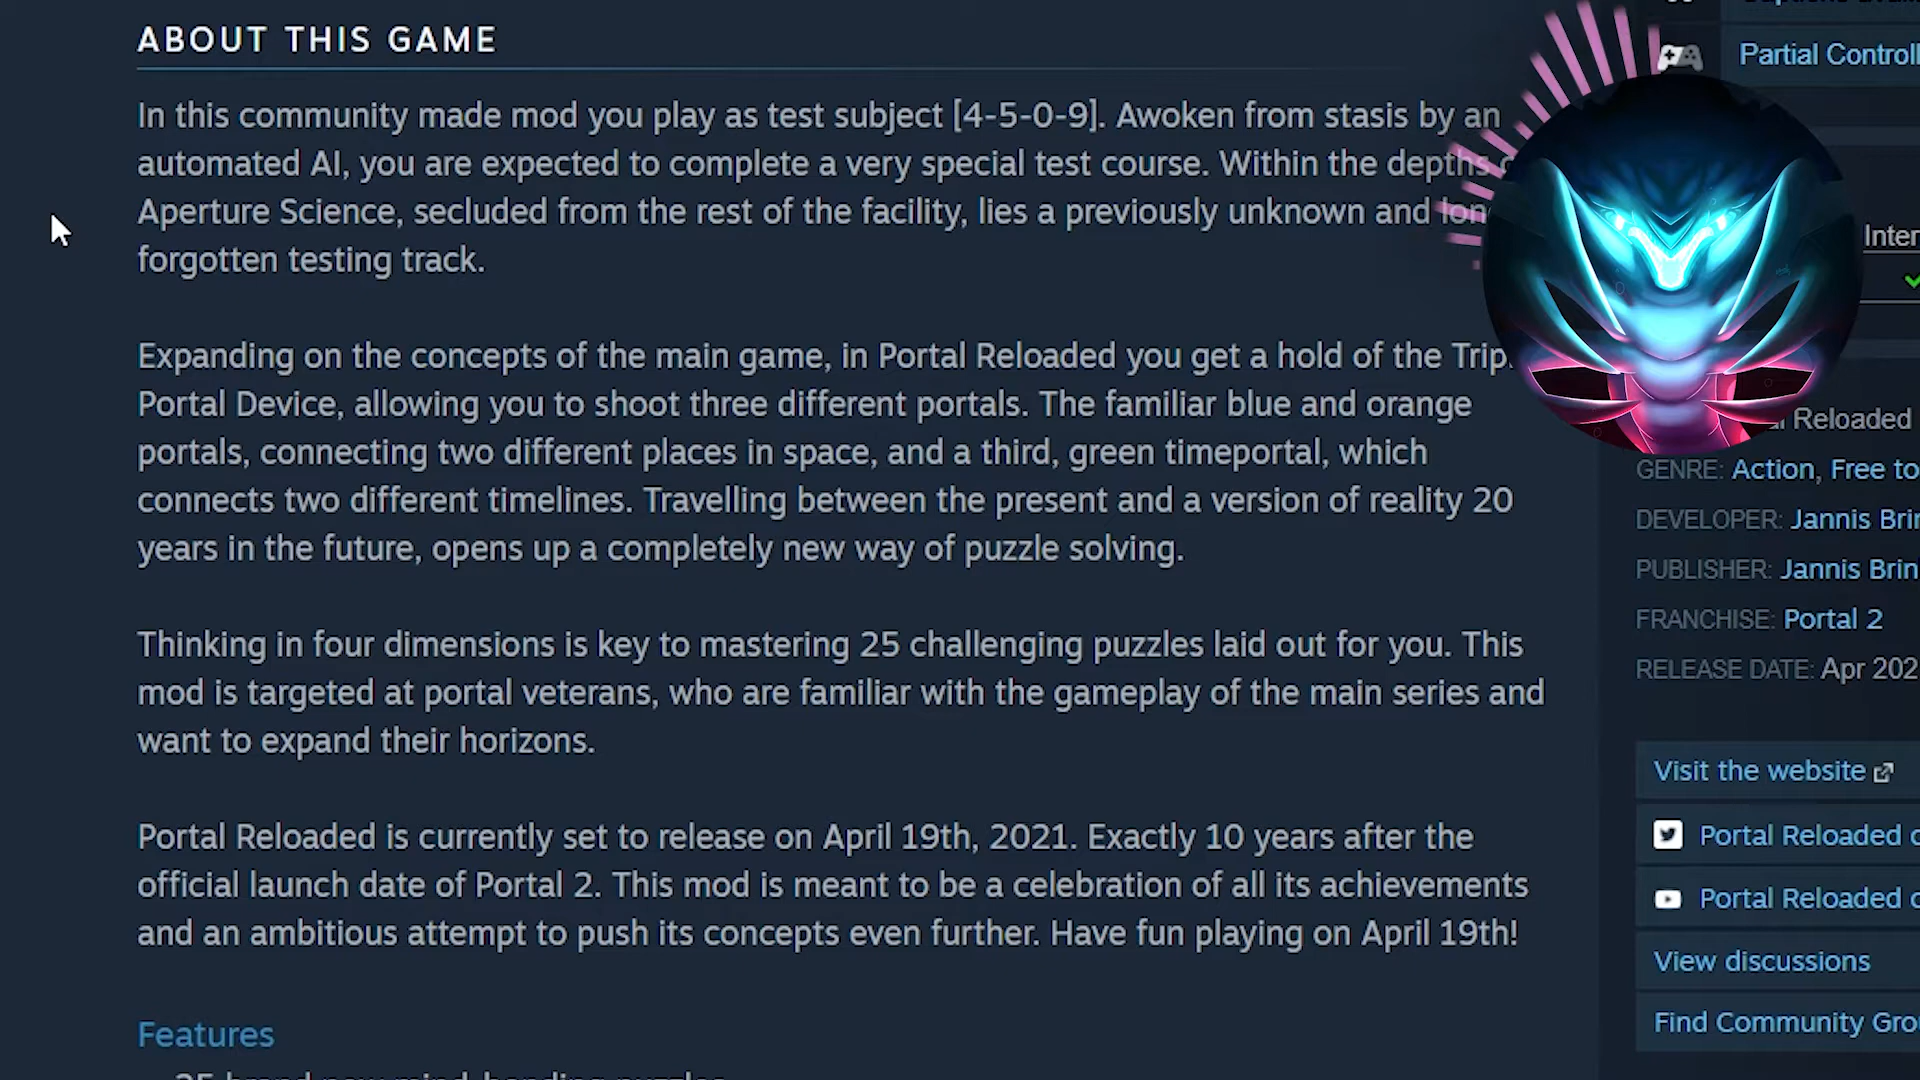 ABOUT THIS GAME
In this community made mod you play as test subject [4-5-0-9]. Awoken from stasis by an
automated AI, you are expected to complete a very special test course. Within the depths
Aperture Science, secluded from the rest of the facility, lies a previously unknown and long
forgotten testing track.
Expanding on the concepts of the main game, in Portal Reloaded you get a hold of the
Portal Device, allowing you to shoot three different portals. The familiar blue and orange
portals, connecting two different places in space, and a third, green timeportal, which
connects two different timelines. Travelling between the present and a version of reality 20
years in the future, opens up a completely new way of puzzle solving.
Thinking in four dimensions is key to mastering 25 challenging puzzles laid out for you. This
mod is targeted at portal veterans, who are familiar with the gameplay of the main series and
want to expand their horizons.
Portal Reloaded is currently set to release on April 19th, 2021. Exactly 10 years after the
official launch date of Portal 2. This mod is meant to be a celebration of all its achievements
and an ambitious attempt to push its concepts even further. Have fun playing on April 19th!
Features
25 brand new mind-bending puzzles
Partial Controll
Inter
Reloaded
GENRE: Action, Free to
DEVELOPER: Jannis Brin
PUBLISHER: Jannis Brin
FRANCHISE: Portal 2
RELEASE DATE: Apr 202
Visit the website
Portal Reloaded
Portal Reloaded
View discussions
Find Community Gro